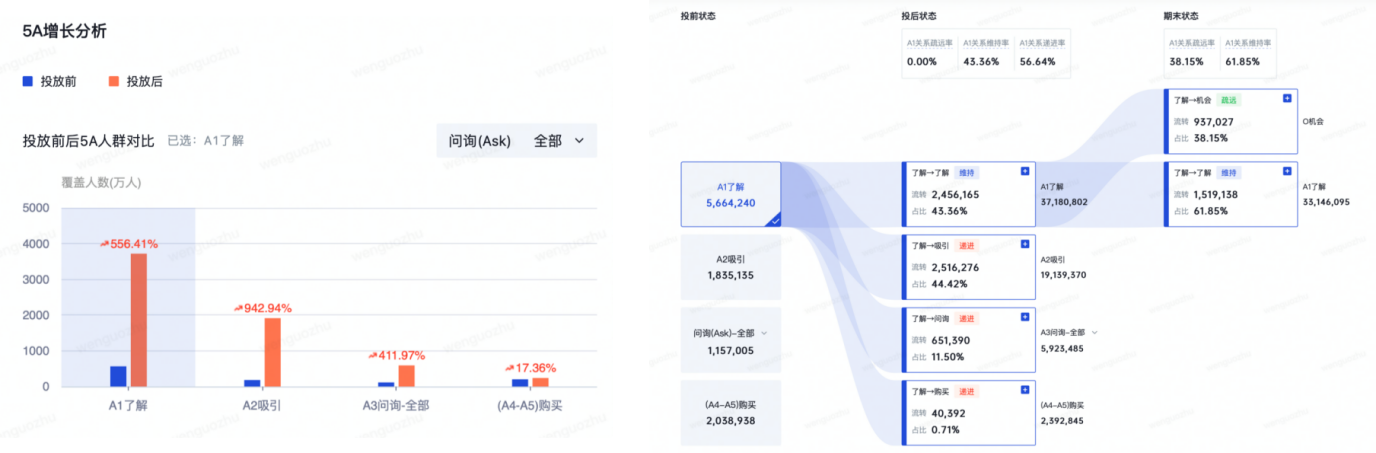 5A增长分析
投放前 投放后
投放前后5A人群对比 已选：A1了解 问询(Ask) 全部
覆盖人数(万人)
5000
4000
3000
2000
1000
0
556.41%
942.94%
411.97%
17.36%
A1了解 A2吸引 A3问询-全部 (A4-A5)购买
投前状态
A1了解
5,664,240
A2吸引
1,835,135
问询(Ask)-全部
1,157,005
(A4-A5)购买
2,038,938
投后状态
A1关系疏远率 A1关系维持率 A1关系递进率
0.00% 43.36% 56.64%
了解→了解 维持
流转 2,456,165
占比 43.36%
A1了解
37,180,802
了解→吸引 递进
流转 2,516,276
占比 44.42%
A2吸引
19,139,370
了解→问询 递进
流转 651,390
占比 11.50%
A3问询-全部
5,923,485
了解→购买 递进
流转 40,392
占比 0.71%
(A4-A5)购买
2,392,845
期末状态
A1关系疏远率 A1关系维持率
38.15% 61.85%
了解→机会 疏远
流转 937,027
占比 38.15%
O机会
了解→了解 维持
流转 1,519,138
占比 61.85%
A1了解
33,146,095
wenguozhu